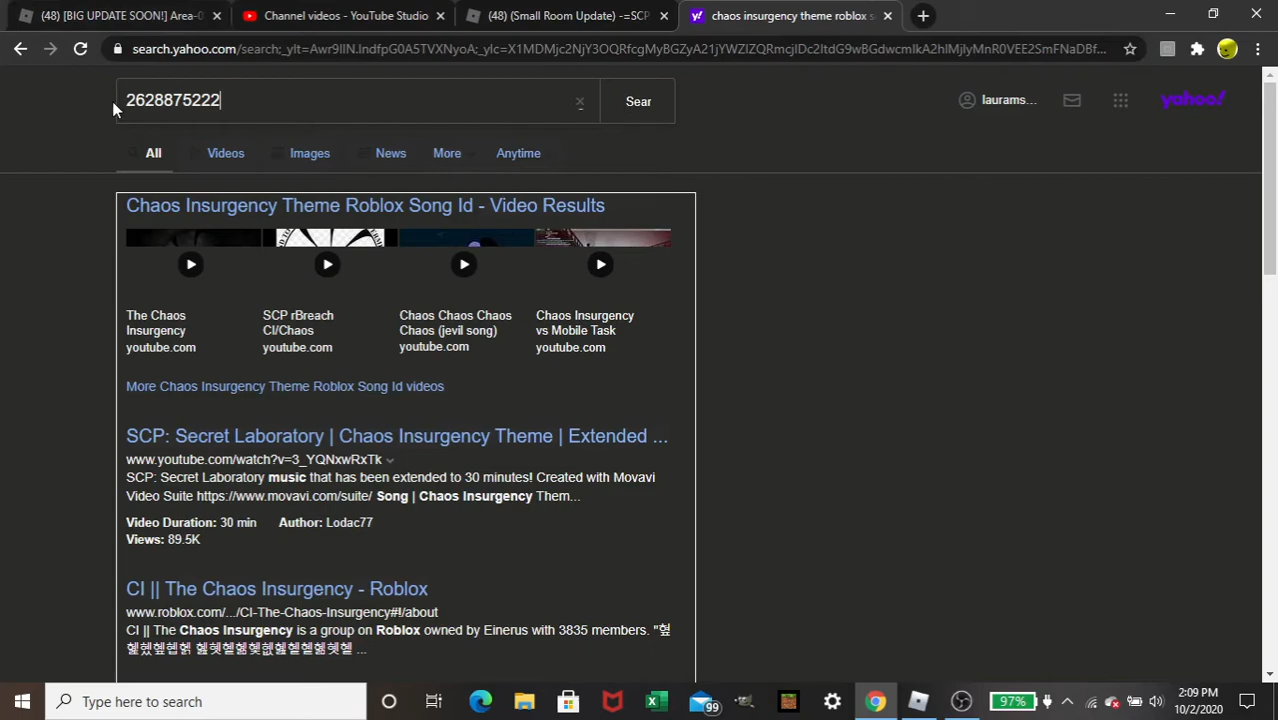 (48) [BIG UPDATE SOON!] Area-0
Channel videos - YouTube Studio
(48) (Small Room Update) -=SCP
chaos insurgency theme roblox s
search.yahoo.com/search;_ylt=Awr9IlN.
2628875222
Sear
laurams...
yahoo!
All
Videos
Images
News
More
Anytime
Chaos Insurgency Theme Roblox Song Id - Video Results
The Chaos Insurgency
youtube.com
SCP rBreach CI/Chaos
youtube.com
Chaos Chaos Chaos Chaos (jevil song)
youtube.com
Chaos Insurgency vs Mobile Task
youtube.com
More Chaos Insurgency Theme Roblox Song Id videos
SCP: Secret Laboratory | Chaos Insurgency Theme | Extended ...
www.youtube.com/watch?v=3_YQNxwRxTk
SCP: Secret Laboratory music that has been extended to 30 minutes! Created with Movavi
Video Suite https://www.movavi.com/suite/ Song | Chaos Insurgency Them...
Video Duration: 30 min Author: Lodac77
Views: 89.5K
CI || The Chaos Insurgency - Roblox
www.roblox.com/.../CI-The-Chaos-Insurgency#!/about
CI || The Chaos Insurgency is a group on Roblox owned by Einerus with 3835 members. "
Type here to search
99
97%
2:09 PM
10/2/2020